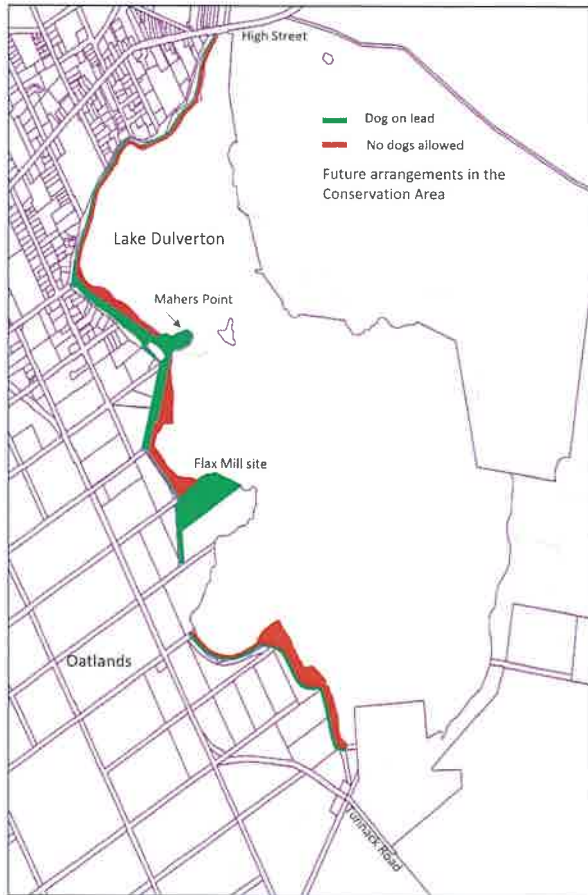 High Street
Dog on lead
No dogs allowed
Future arrangements in the
Conservation Area
Lake Dulverton
Mahers Point
Flax Mill site
Oatlands
Tunnack Road